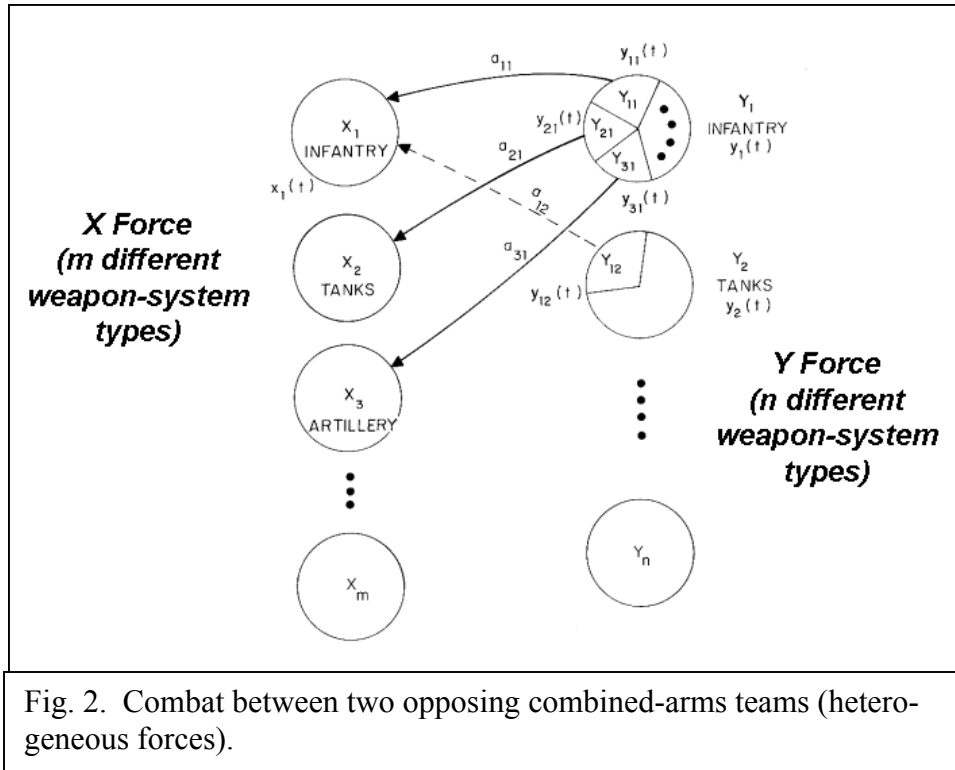 a11
y11(t)
X1
INFANTRY
x1(t)
Y11
y21(t)
Y21
Y31
Y1
INFANTRY
y1(t)
a21
a12
y31(t)
X Force
(m different
weapon-system
types)
X2
TANKS
a31
Y12
y12(t)
Y2
TANKS
y2(t)
X3
ARTILLERY
Y Force
(n different
weapon-system
types)
Xm
Yn
Fig. 2. Combat between two opposing combined-arms teams (hetero-
geneous forces).